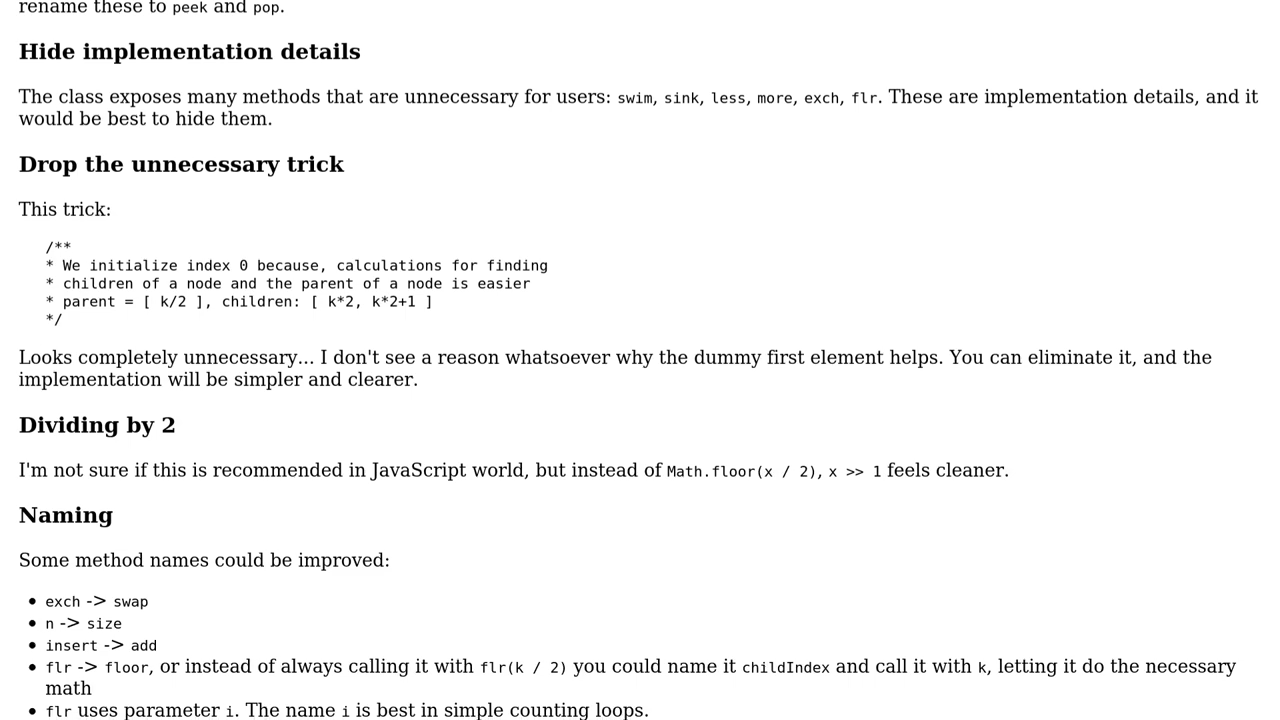 rename these to peek and pop.
Hide implementation details
The class exposes many methods that are unnecessary for users: swim, sink, less, more, exch, flr. These are implementation details, and it
would be best to hide them.
Drop the unnecessary trick
This trick:
/**
* We initialize index 0 because, calculations for finding
* children of a node and the parent of a node is easier
* parent = [ k/2 ], children: [ k*2, k*2+1 ]
*/
Looks completely unnecessary... I don't see a reason whatsoever why the dummy first element helps. You can eliminate it, and the
implementation will be simpler and clearer.
Dividing by 2
I'm not sure if this is recommended in JavaScript world, but instead of Math.floor(x / 2), x >> 1 feels cleaner.
Naming
Some method names could be improved:
• exch -> swap
• n -> size
• insert -> add
• flr -> floor, or instead of always calling it with flr(k / 2) you could name it childIndex and call it with k, letting it do the necessary
math
• flr uses parameter i. The name i is best in simple counting loops.